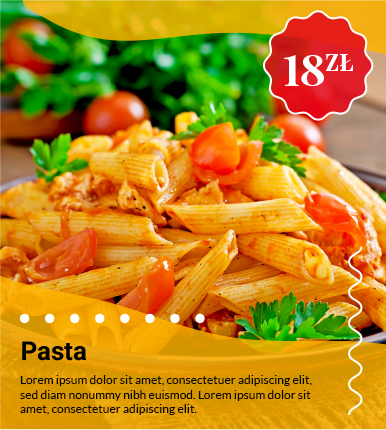 18ZŁ
Pasta
Lorem ipsum dolor sit amet, consectetuer adipiscing elit,
sed diam nonummy nibh euismod. Lorem ipsum dolor sit
amet, consectetuer adipiscing elit.